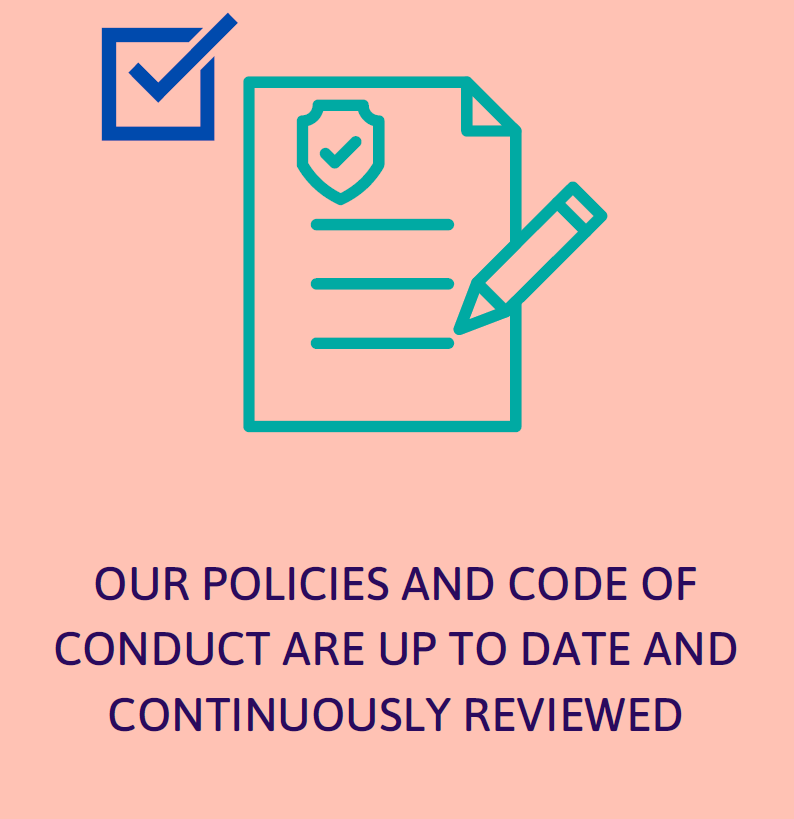 OUR POLICIES AND CODE OF
CONDUCT ARE UP TO DATE AND
CONTINUOUSLY REVIEWED